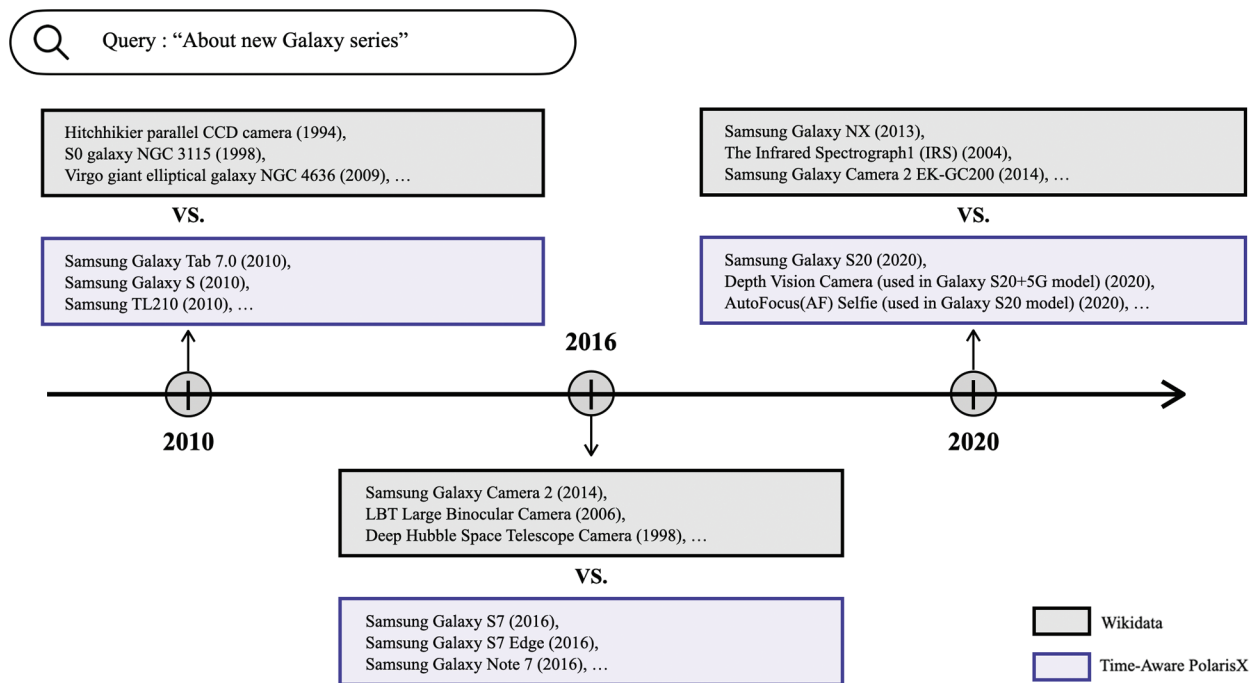 Query : “About new Galaxy series”
Hitchhikier parallel CCD camera (1994),
S0 galaxy NGC 3115 (1998),
Virgo giant elliptical galaxy NGC 4636 (2009), …
VS.
Samsung Galaxy Tab 7.0 (2010),
Samsung Galaxy S (2010),
Samsung TL210 (2010), …
2010
Samsung Galaxy NX (2013),
The Infrared Spectrograph1 (IRS) (2004),
Samsung Galaxy Camera 2 EK-GC200 (2014), …
VS.
Samsung Galaxy S20 (2020),
Depth Vision Camera (used in Galaxy S20+5G model) (2020),
AutoFocus(AF) Selfie (used in Galaxy S20 model) (2020), …
2020
2016
Samsung Galaxy Camera 2 (2014),
LBT Large Binocular Camera (2006),
Deep Hubble Space Telescope Camera (1998), …
VS.
Samsung Galaxy S7 (2016),
Samsung Galaxy S7 Edge (2016),
Samsung Galaxy Note 7 (2016), …
Wikidata
Time-Aware PolarisX